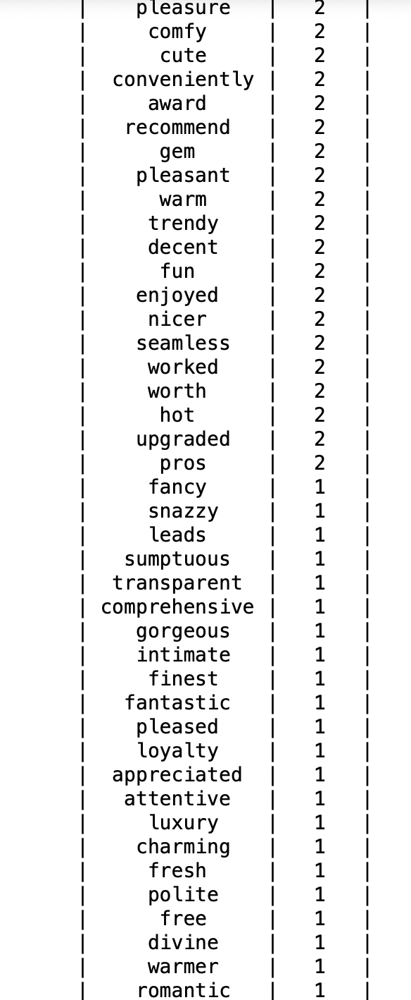 | pleasure | 2 |
| comfy | 2 |
| cute | 2 |
| conveniently | 2 |
| award | 2 |
| recommend | 2 |
| gem | 2 |
| pleasant | 2 |
| warm | 2 |
| trendy | 2 |
| decent | 2 |
| fun | 2 |
| enjoyed | 2 |
| nicer | 2 |
| seamless | 2 |
| worked | 2 |
| worth | 2 |
| hot | 2 |
| upgraded | 2 |
| pros | 2 |
| fancy | 1 |
| snazzy | 1 |
| leads | 1 |
| sumptuous | 1 |
| transparent | 1 |
| comprehensive | 1 |
| gorgeous | 1 |
| intimate | 1 |
| finest | 1 |
| fantastic | 1 |
| pleased | 1 |
| loyalty | 1 |
| appreciated | 1 |
| attentive | 1 |
| luxury | 1 |
| charming | 1 |
| fresh | 1 |
| polite | 1 |
| free | 1 |
| divine | 1 |
| warmer | 1 |
| romantic | 1 |